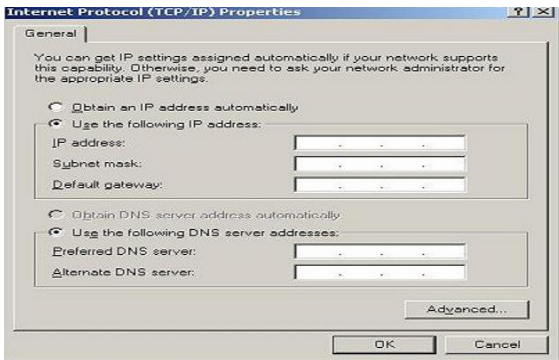 Internet Protocol (TCP/IP) Properties
General
You can get IP settings assigned automatically if your network supports
this capability. Otherwise, you need to ask your network administrator for
the appropriate IP settings.
Obtain an IP address automatically
Use the following IP address:
IP address:
Subnet mask:
Default gateway:
Obtain DNS server address automatically
Use the following DNS server addresses:
Preferred DNS server:
Alternate DNS server:
Advanced...
OK Cancel